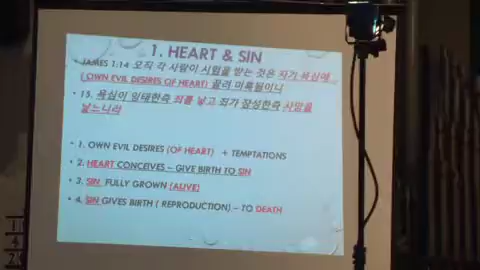 1. HEART & SIN
• JAMES 1:14 오직 각 사람이 시험을 받는 것은 자기 욕심에
( OWN EVIL DESIRES OF HEART) 끌려 미혹됨이니
• 15. 욕심이 잉태한즉 죄를 낳고 죄가 장성한즉 사망을
낳느니라
• 1. OWN EVIL DESIRES (OF HEART) + TEMPTATIONS
• 2. HEART CONCEIVES – GIVE BIRTH TO SIN
• 3. SIN FULLY GROWN (ALIVE)
• 4. SIN GIVES BIRTH ( REPRODUCTION) – TO DEATH